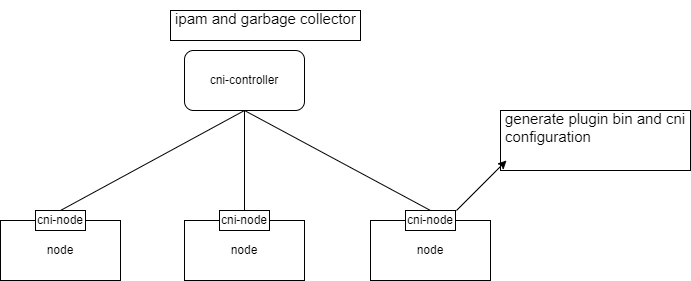 ipam and garbage collector
cni-controller
generate plugin bin and cni
configuration
cni-node
cni-node
cni-node
node
node
node